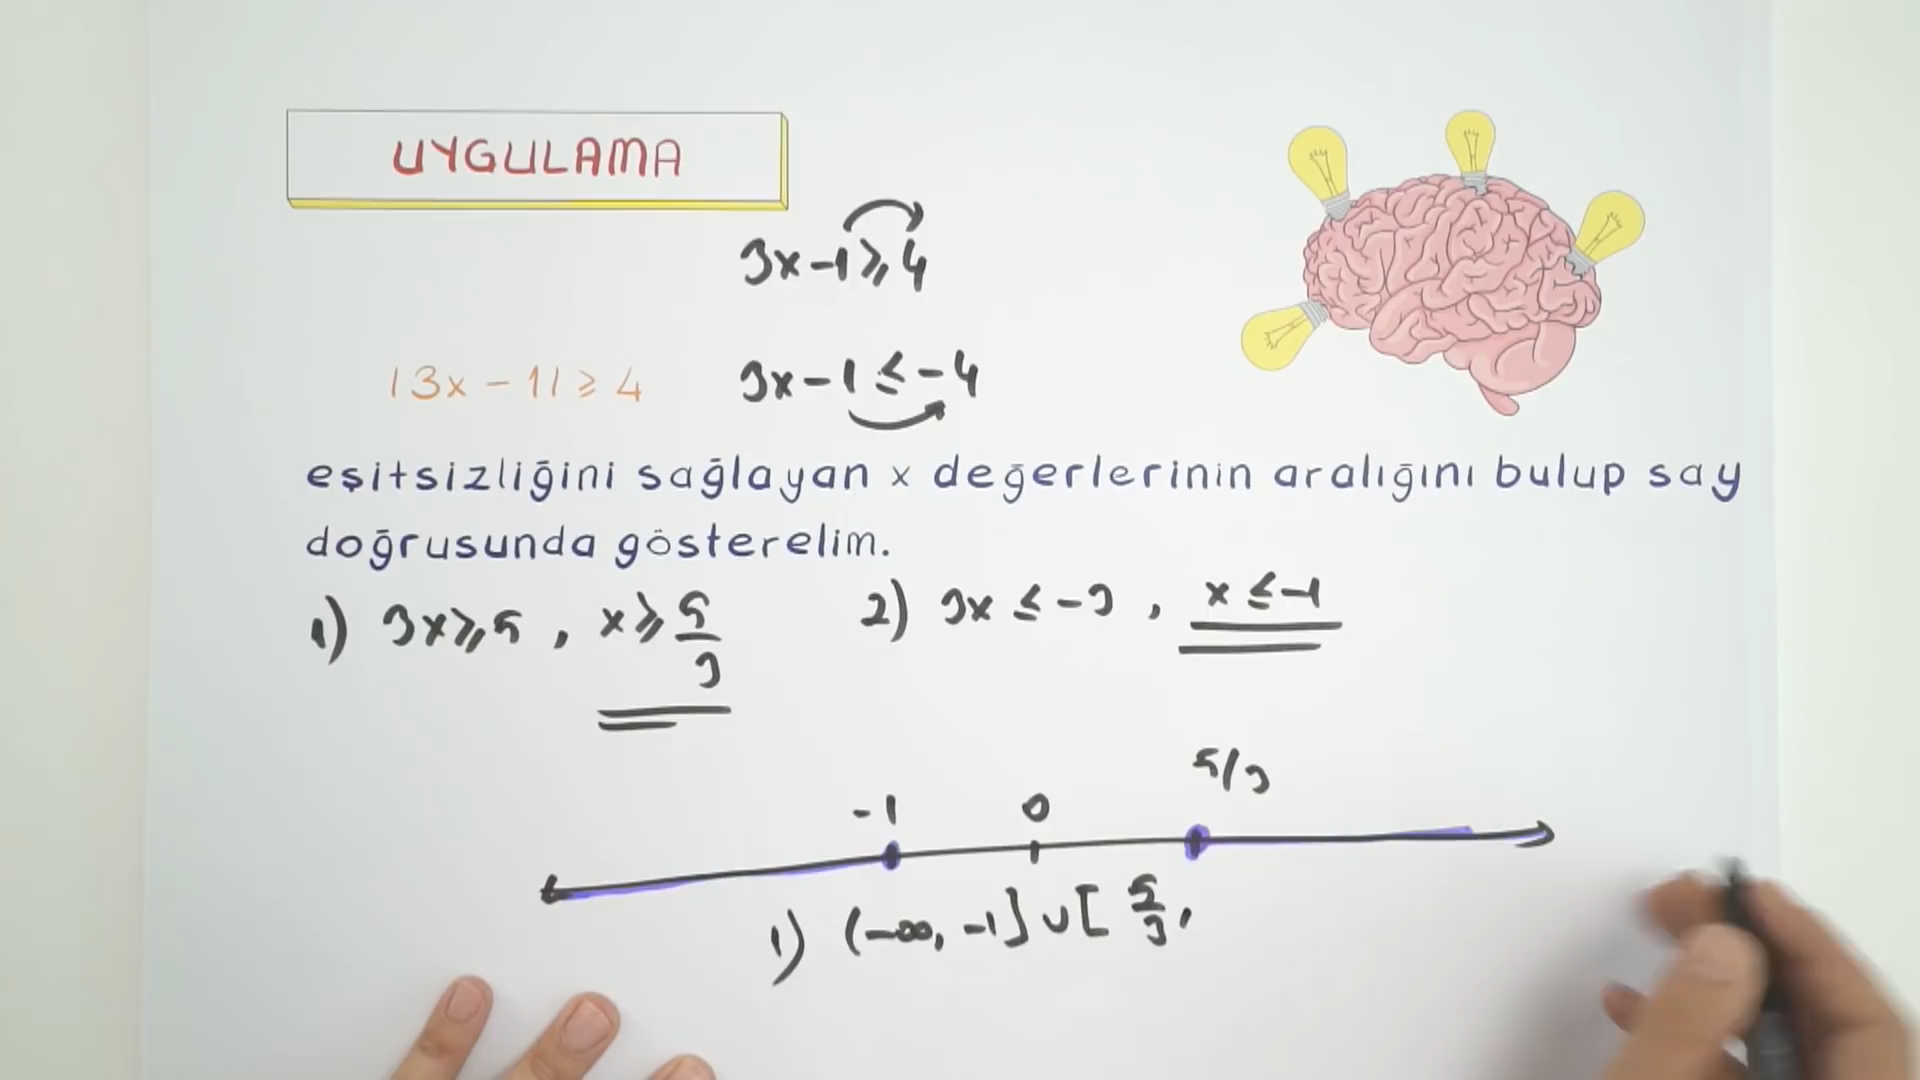 UYGULAMA
3x-1⩾4
|3x - 1| ⩾ 4
3x-1 ≤ -4
eşitsizliğini sağlayan x değerlerinin aralığını bulup say
doğrusunda gösterelim.
1) 3x⩾5, x⩾5/3
2) 3x ≤ -3, x ≤ -1
-1 0 5/3
1) (-∞, -1] ∪ [5/3,